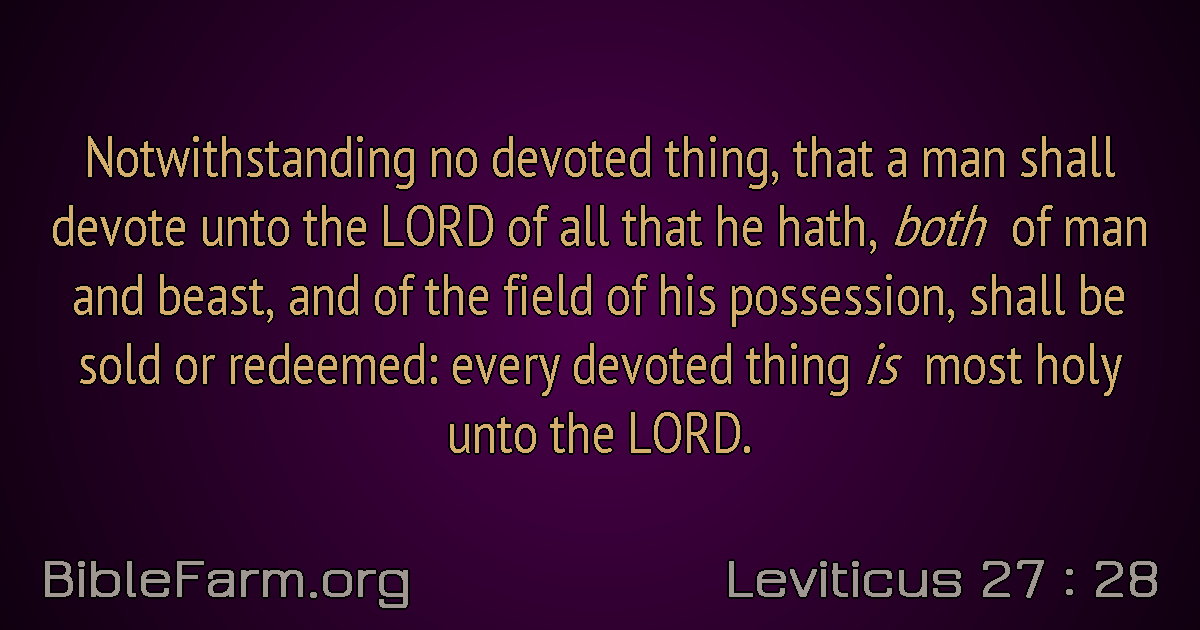 Notwithstanding no devoted thing, that a man shall
devote unto the LORD of all that he hath, both of man
and beast, and of the field of his possession, shall be
sold or redeemed: every devoted thing is most holy
unto the LORD.
BibleFarm.org
Leviticus 27 : 28